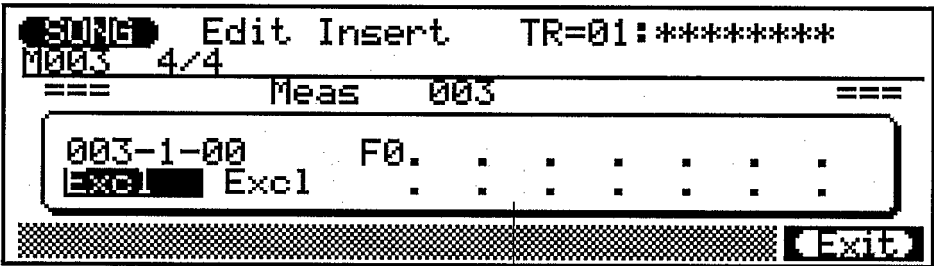 SONG Edit Insert TR=01:********
M003 4/4
=== Meas 003 ===
003-1-00 F0. . . . . . .
Excl Excl . . . . . . .
Exit